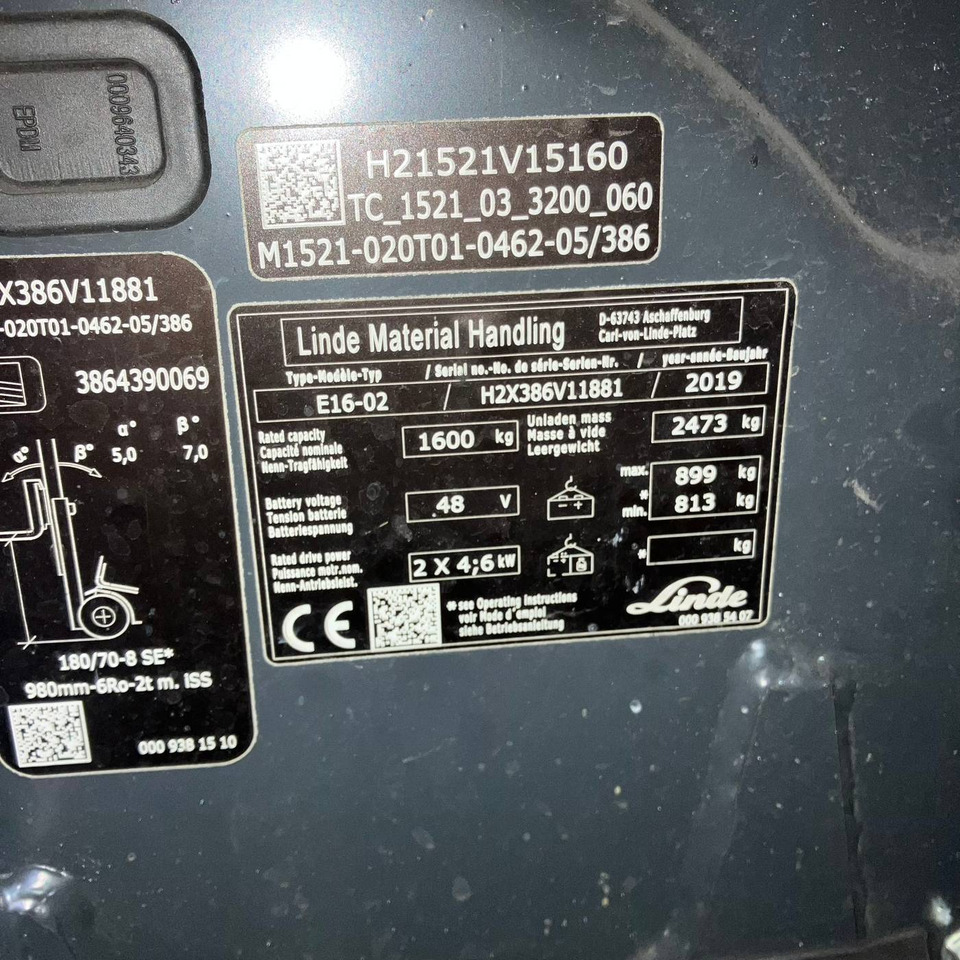 0009640343
EPDM
H21521V15160
TC_1521_03_3200_060
M1521-020T01-0462-05/386
X386V11881
-020T01-0462-05/386
3864390069
α° β°
α° β° 5,0 7,0
180/70-8 SE*
980mm-6Ro-2t m. iSS
000 938 15 10
Linde Material Handling
D-63743 Aschaffenburg
Carl-von-Linde-Platz
Type-Modèle-Typ / Serial no.-No. de série-Serien-Nr. / year-année-Baujahr
E16-02 / H2X386V11881 / 2019
Rated capacity
Capacité nominale
Nenn-Tragfähigkeit
1600 kg
Unladen mass
Masse à vide
Leergewicht
2473 kg
Battery voltage
Tension batterie
Batteriespannung
48 V
- +
max. 899 kg
* min. 813 kg
Rated drive power
Puissance motr.nom.
Nenn-Antriebsleist.
2 X 4;6 kW
* kg
CE
* see Operating instructions
voir Mode d´emploi
siehe Betriebsanleitung
Linde
000 938 54 07